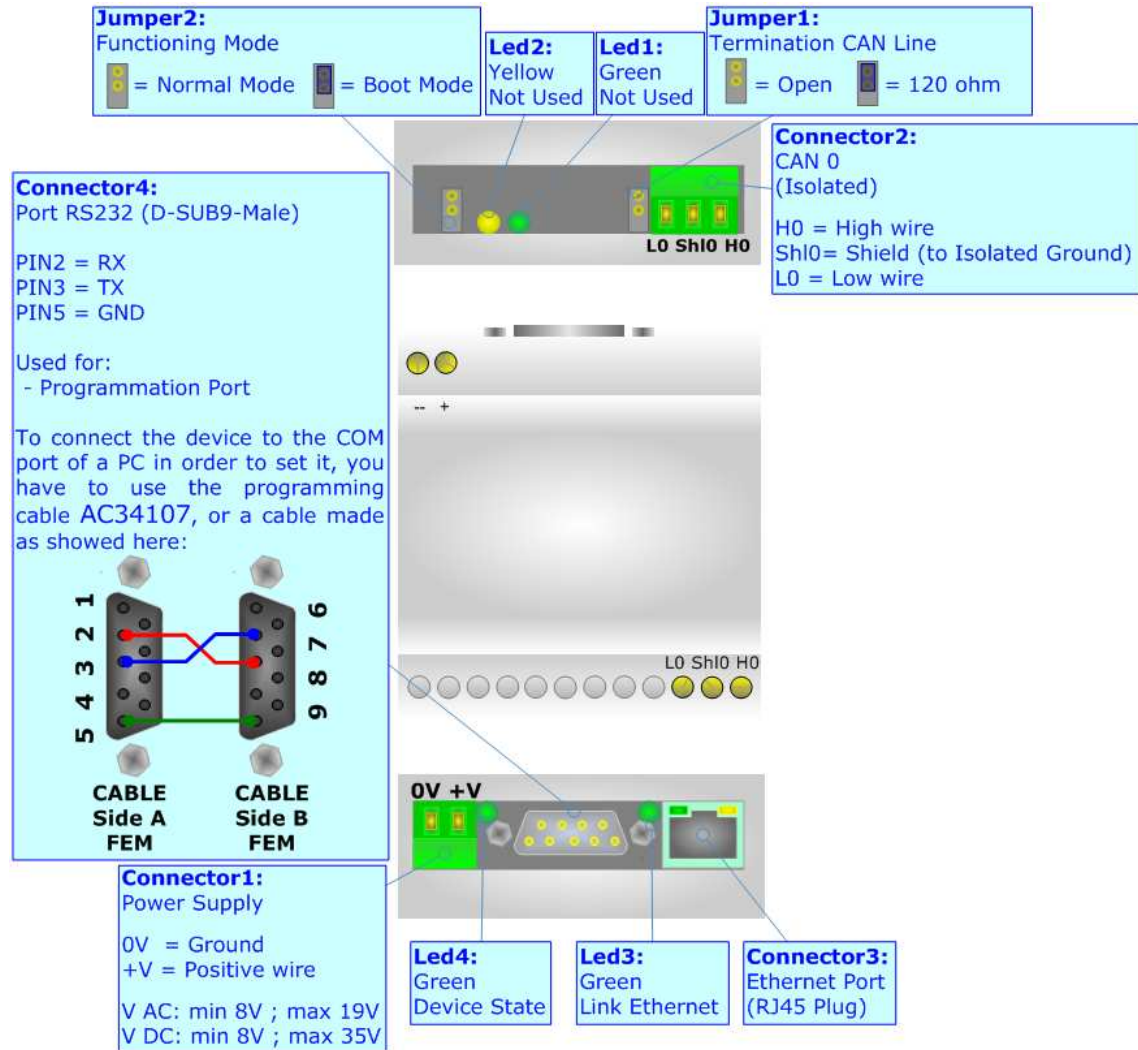 Jumper2:
Functioning Mode
= Normal Mode = Boot Mode
Led2:
Yellow
Not Used
Led1:
Green
Not Used
Jumper1:
Termination CAN Line
= Open = 120 ohm
Connector2:
CAN 0
(Isolated)
H0 = High wire
Shl0= Shield (to Isolated Ground)
L0 = Low wire
L0 Shl0 H0
Connector4:
Port RS232 (D-SUB9-Male)
PIN2 = RX
PIN3 = TX
PIN5 = GND
Used for:
- Programmation Port
To connect the device to the COM
port of a PC in order to set it, you
have to use the programming
cable AC34107, or a cable made
as showed here:
1
2
3
4
5
6
7
8
9
CABLE
Side A
FEM
CABLE
Side B
FEM
-- +
L0 Shl0 H0
0V +V
Connector1:
Power Supply
0V = Ground
+V = Positive wire
V AC: min 8V ; max 19V
V DC: min 8V ; max 35V
Led4:
Green
Device State
Led3:
Green
Link Ethernet
Connector3:
Ethernet Port
(RJ45 Plug)